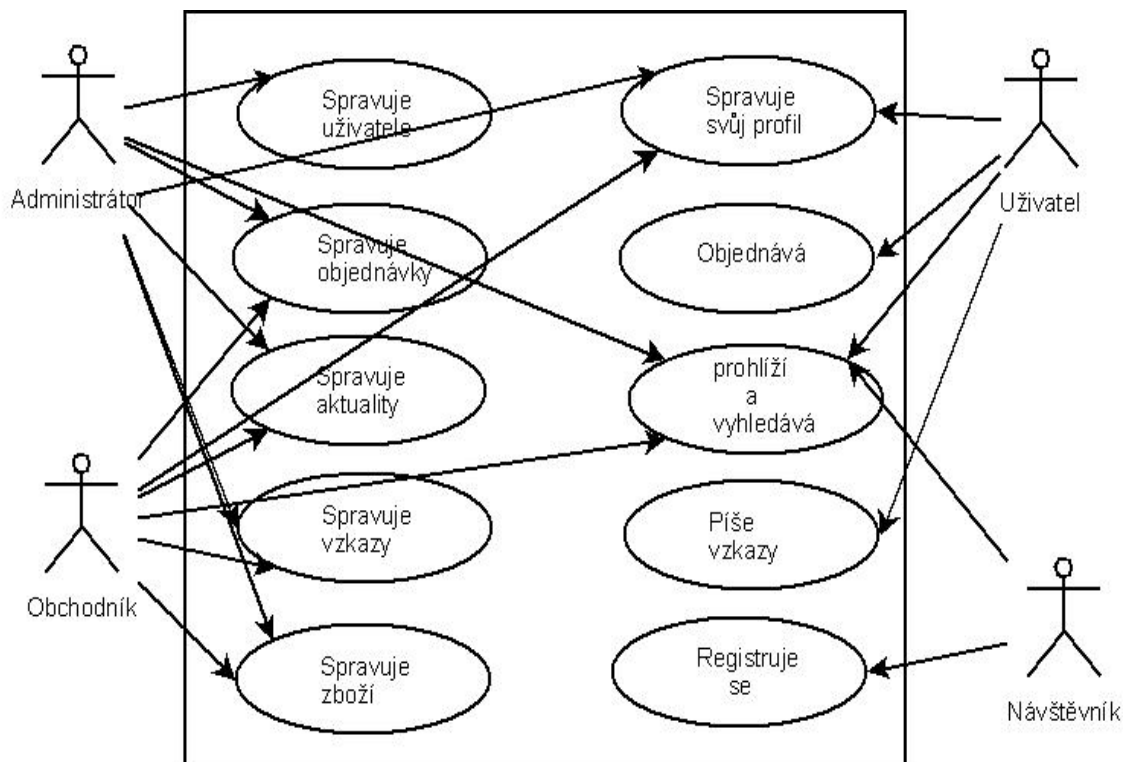 Administrátor
Obchodník
Spravuje
uživatele
Spravuje
objednávky
Spravuje
aktuality
Spravuje
vzkazy
Spravuje
zboží
Spravuje
svůj profil
Objednává
prohlíží
a
vyhledává
Píše
vzkazy
Registruje
se
Uživatel
Návštěvník